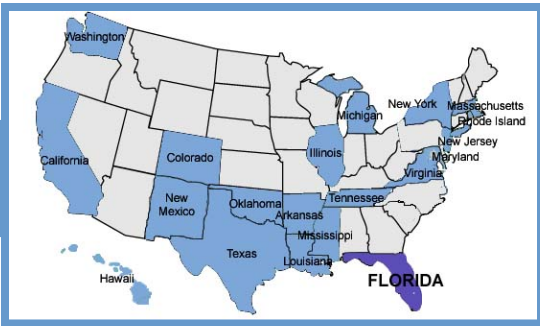 Washington
New York
Massachusetts
Michigan
Rhode Island
New Jersey
Illinois
Maryland
California
Colorado
Virginia
New
Mexico
Oklahoma
Tennessee
Arkansas
Mississippi
Texas
Louisiana
Hawaii
FLORIDA